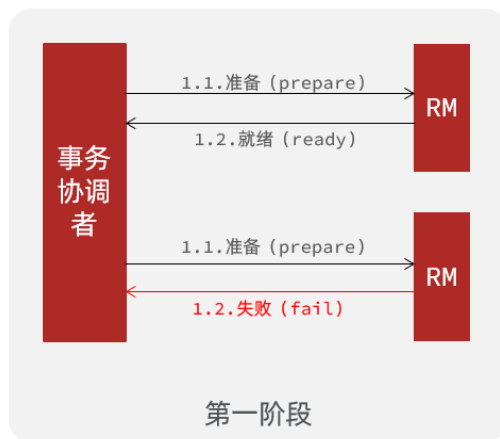 事务
协调
者
1.1.准备（prepare）
RM
1.2.就绪（ready）
1.1.准备（prepare）
RM
1.2.失败（fail）
第一阶段